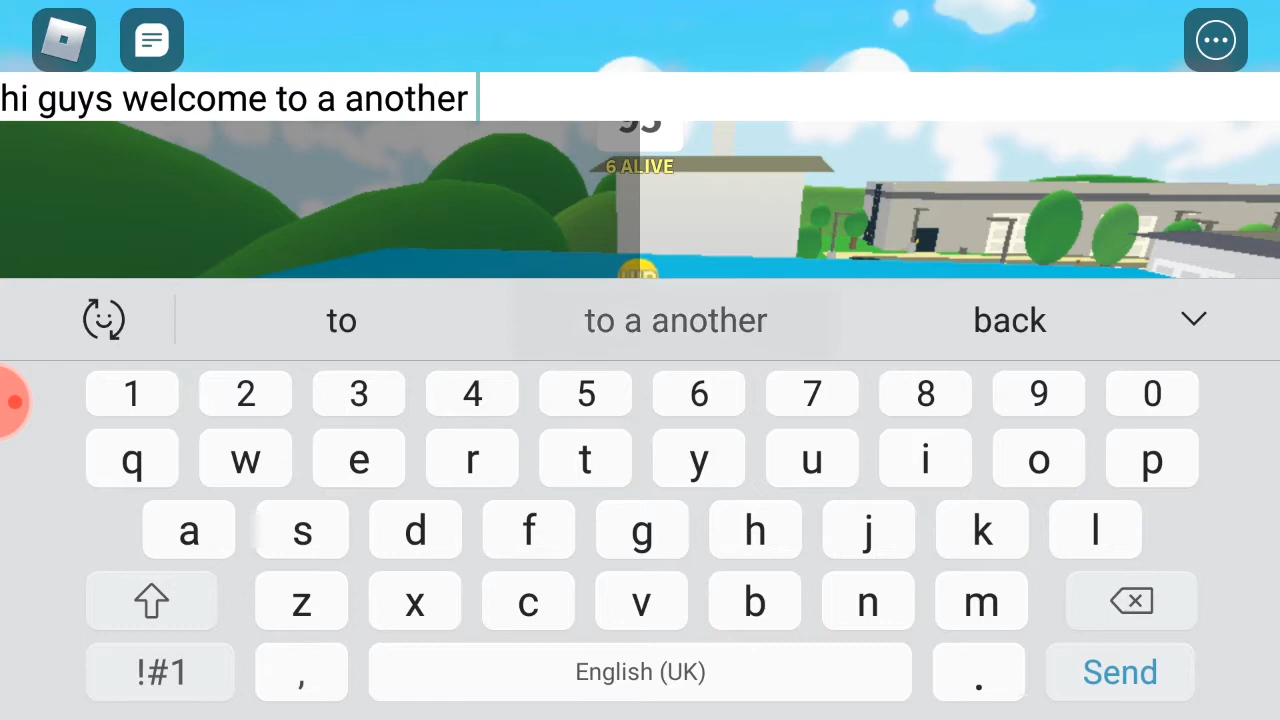 hi guys welcome to a another
6 ALIVE
to to a another back
1 2 3 4 5 6 7 8 9 0
q w e r t y u i o p
a s d f g h j k l
z x c v b n m
!#1 , English (UK) . Send